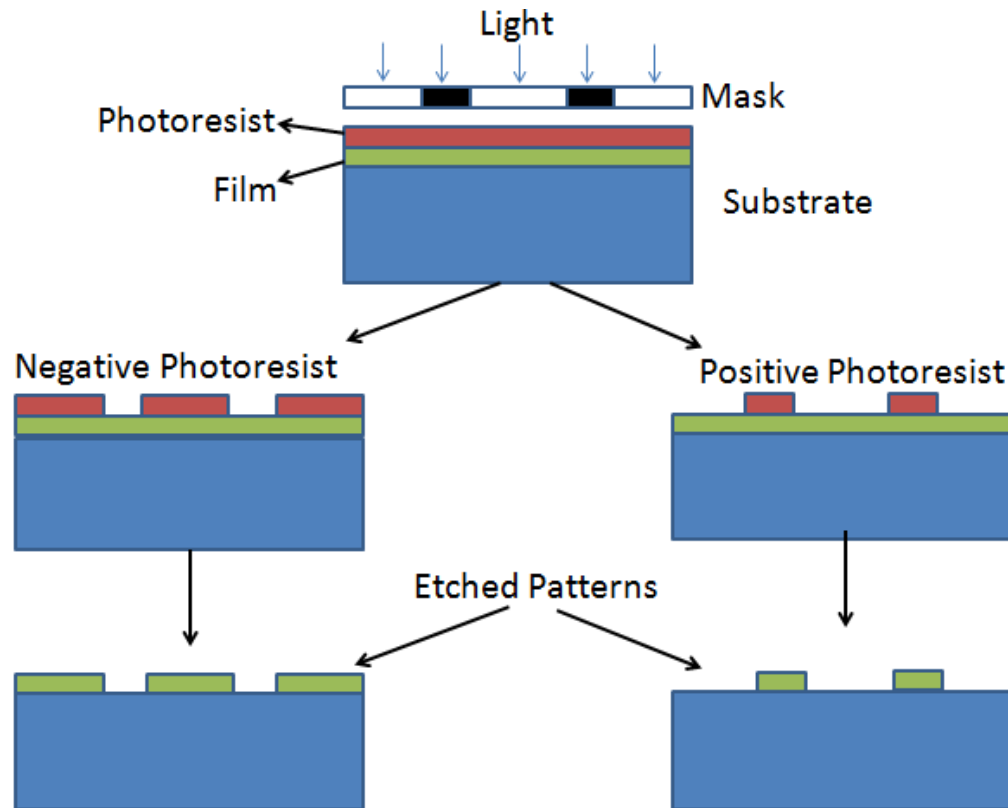 Light
Mask
Photoresist
Film
Substrate
Negative Photoresist
Positive Photoresist
Etched Patterns